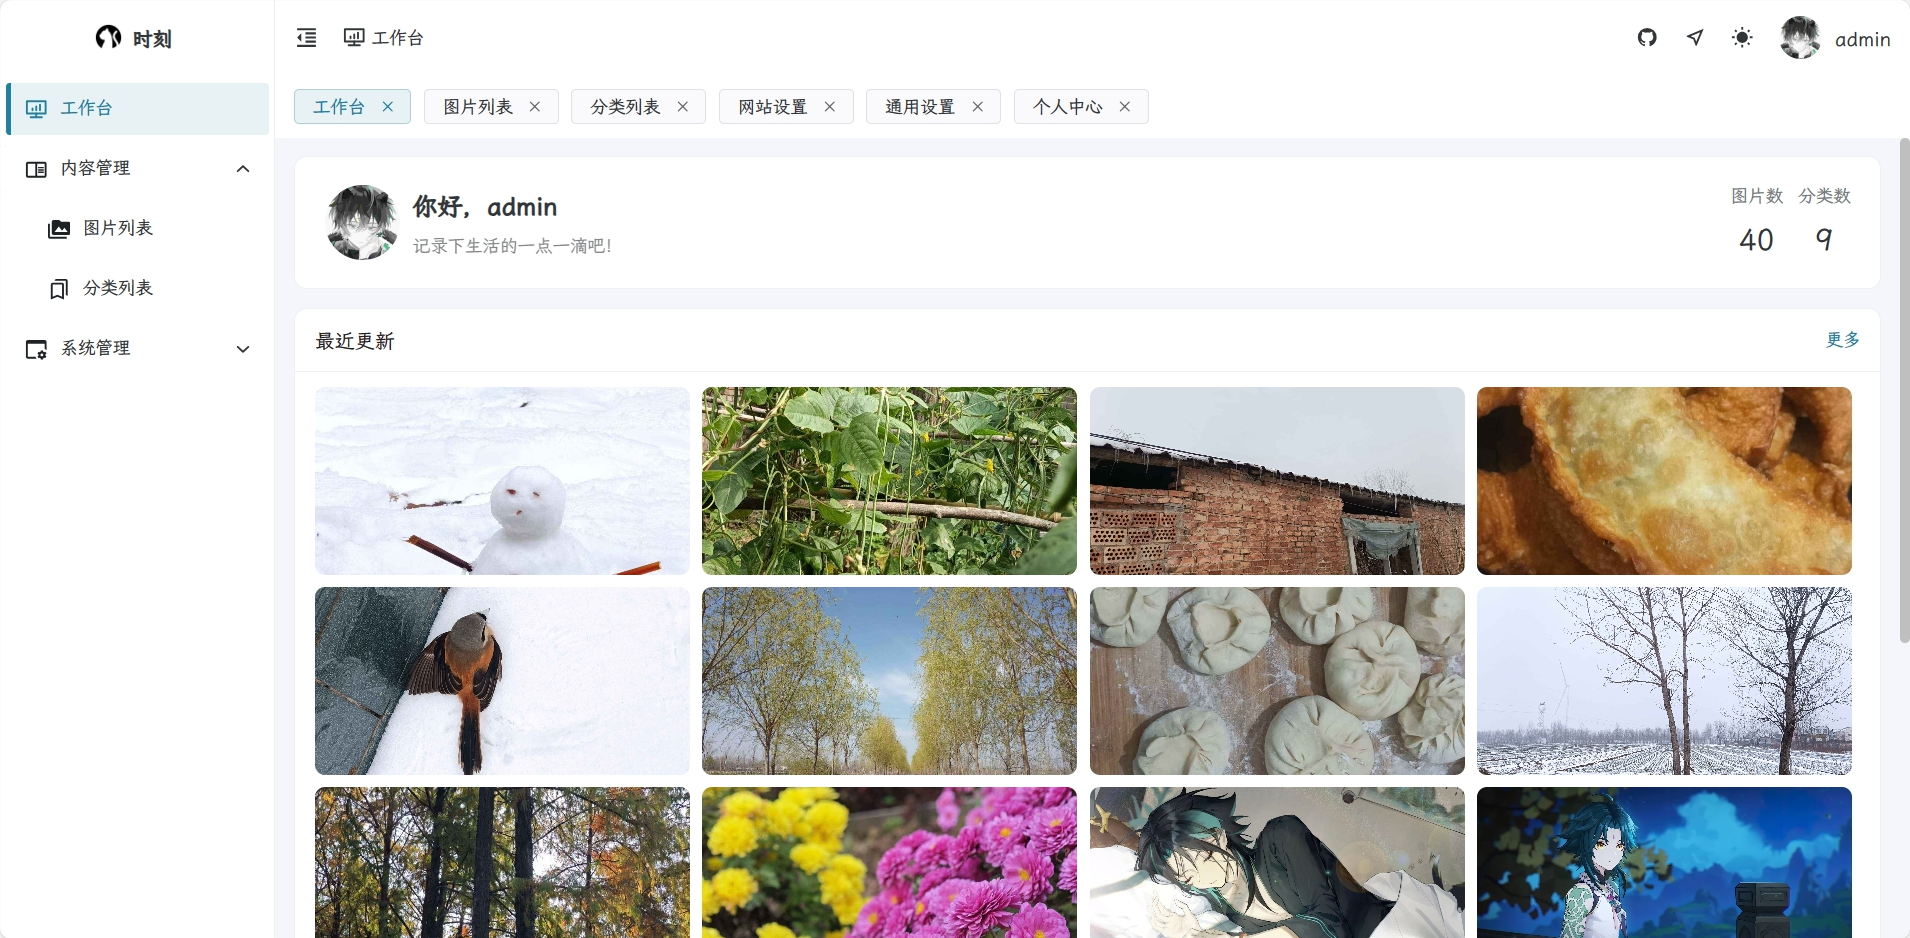 时刻
工作台
admin
工作台
内容管理
图片列表
分类列表
系统管理
工作台 图片列表 分类列表 网站设置 通用设置 个人中心
你好，admin
记录下生活的一点一滴吧！
图片数 分类数
40 9
最近更新 更多